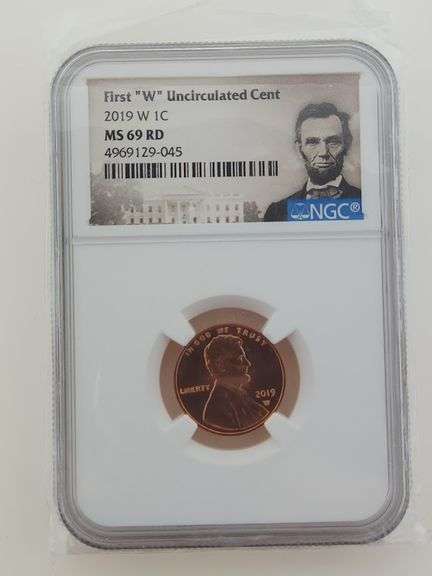 First "W" Uncirculated Cent
2019 W 1C
MS 69 RD
4969129-045
NGC®
IN GOD WE TRUST
LIBERTY
2019
W